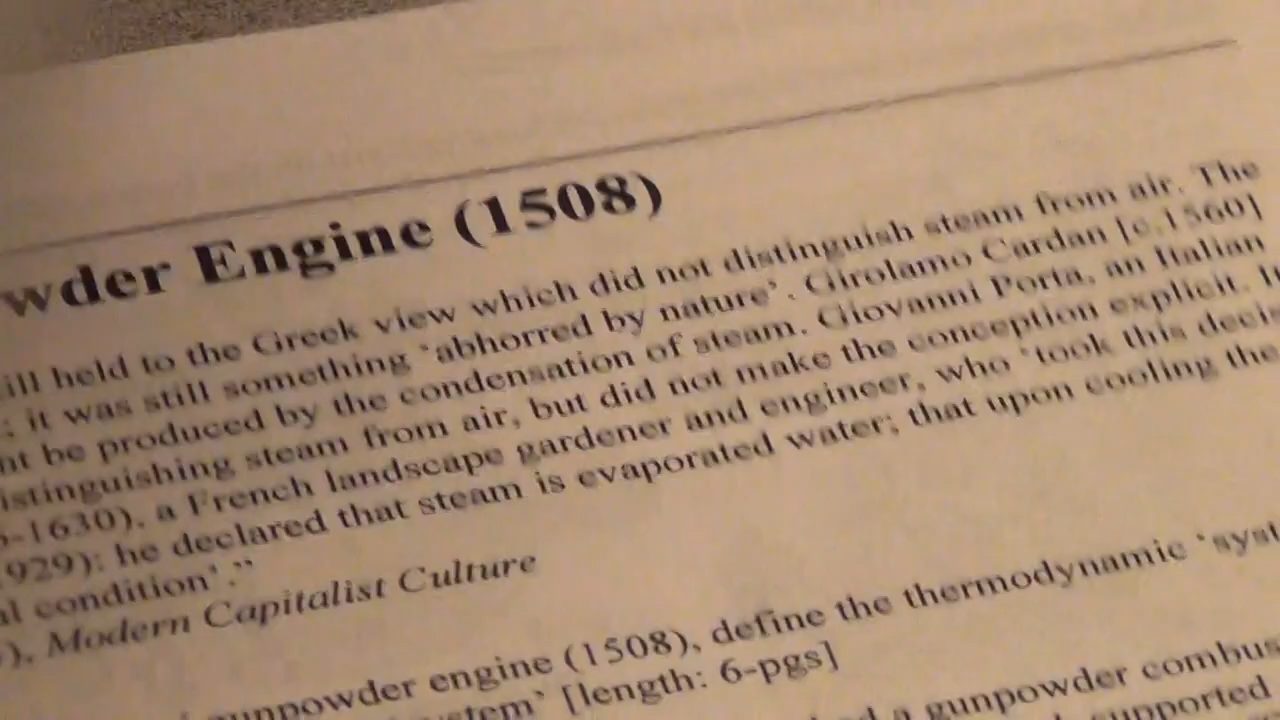 wder Engine (1508)
ill held to the Greek view which did not distinguish steam from air. The
; it was still something 'abhorred by nature'. Girolamo Cardan [c.1560]
nt be produced by the condensation of steam. Giovanni Porta, an Italian
istinguishing steam from air, but did not make the conception explicit. It
-1630), a French landscape gardener and engineer, who 'took this decis
929): he declared that steam is evaporated water; that upon cooling the
al condition'."
), Modern Capitalist Culture
gunpowder engine (1508), define the thermodynamic 'syst
stem' [length: 6-pgs]
a gunpowder combus
supported